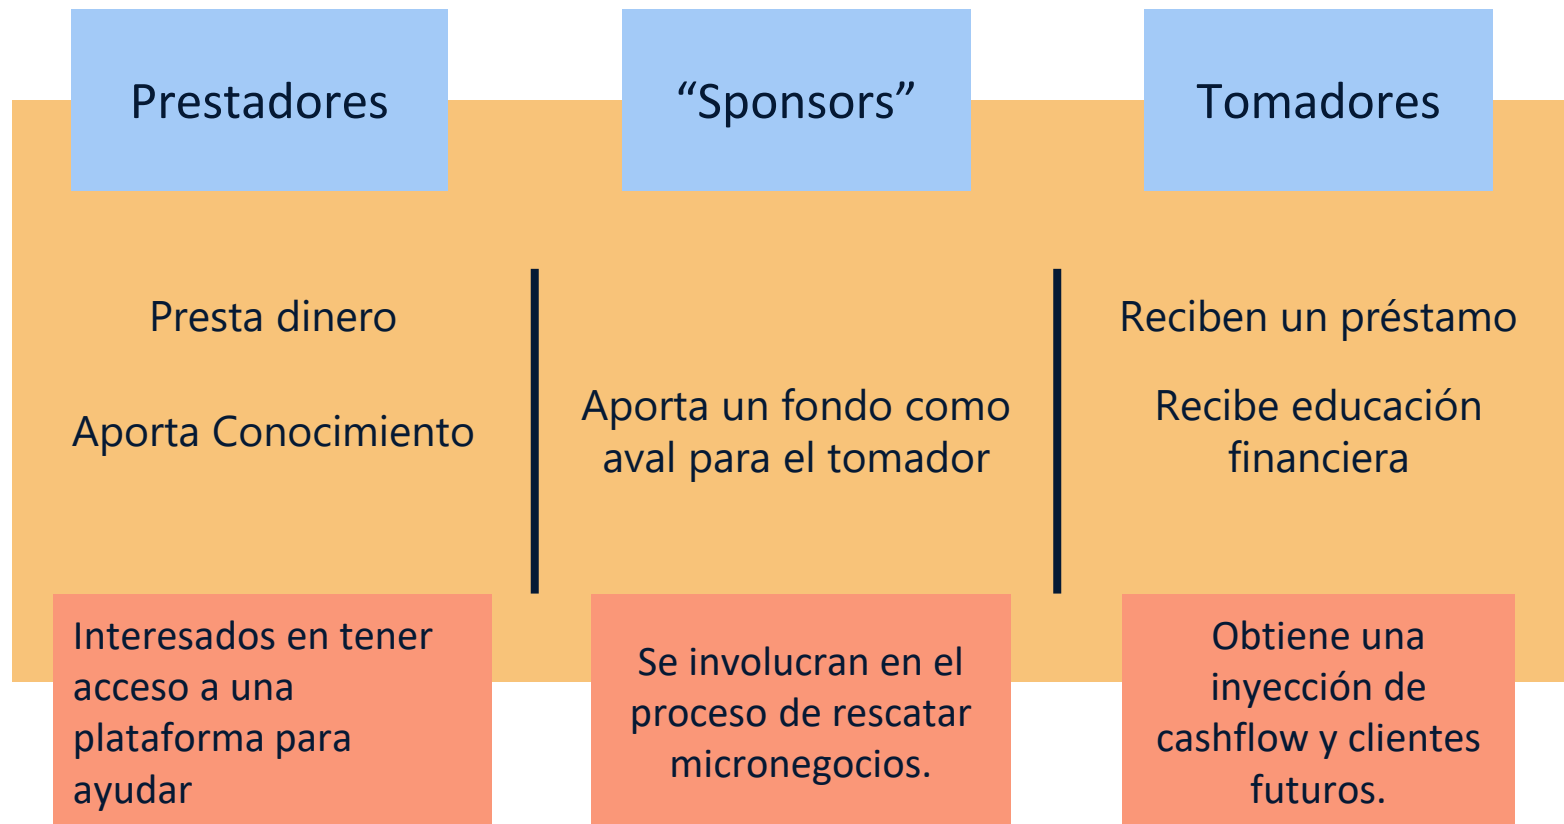 Prestadores
“Sponsors”
Tomadores
Presta dinero
Aporta Conocimiento
Aporta un fondo como
aval para el tomador
Reciben un préstamo
Recibe educación
financiera
Interesados en tener
acceso a una
plataforma para
ayudar
Se involucran en el
proceso de rescatar
micronegocios.
Obtiene una
inyección de
cashflow y clientes
futuros.